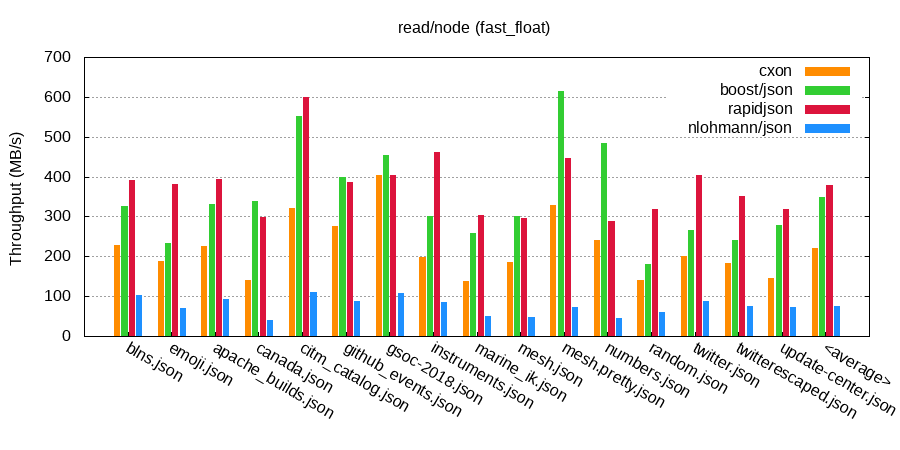 read/node (fast_float)
Throughput (MB/s)
700
600
500
400
300
200
100
0
cxon
boost/json
rapidjson
nlohmann/json
blns.json
emoji.json
apache_builds.json
canada.json
citm_catalog.json
github_events.json
gsoc-2018.json
instruments.json
marine_ik.json
mesh.json
mesh.pretty.json
numbers.json
random.json
twitter.json
twitterescaped.json
update-center.json
<average>